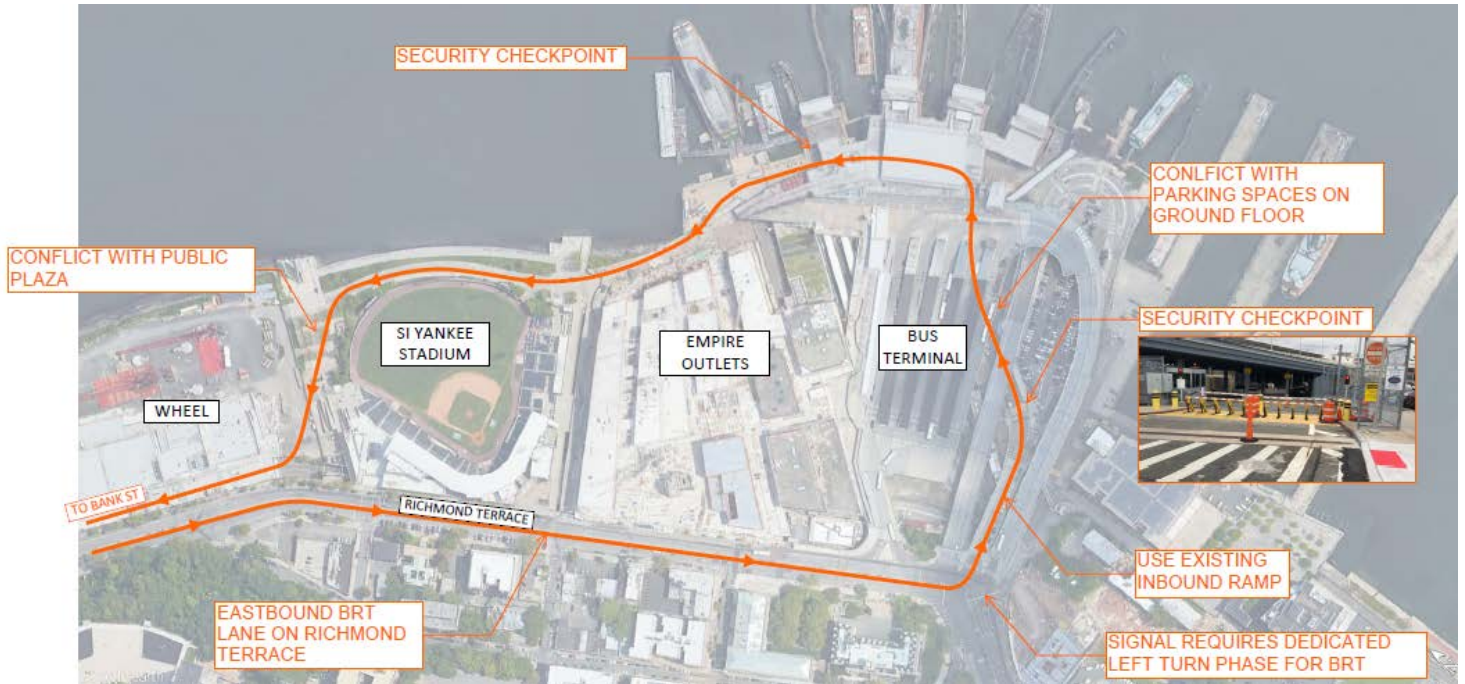 SECURITY CHECKPOINT
CONLFICT WITH
PARKING SPACES ON
GROUND FLOOR
CONFLICT WITH PUBLIC
PLAZA
SECURITY CHECKPOINT
SI YANKEE
STADIUM
EMPIRE
OUTLETS
BUS
TERMINAL
WHEEL
TO BANK ST
RICHMOND TERRACE
USE EXISTING
INBOUND RAMP
EASTBOUND BRT
LANE ON RICHMOND
TERRACE
SIGNAL REQUIRES DEDICATED
LEFT TURN PHASE FOR BRT